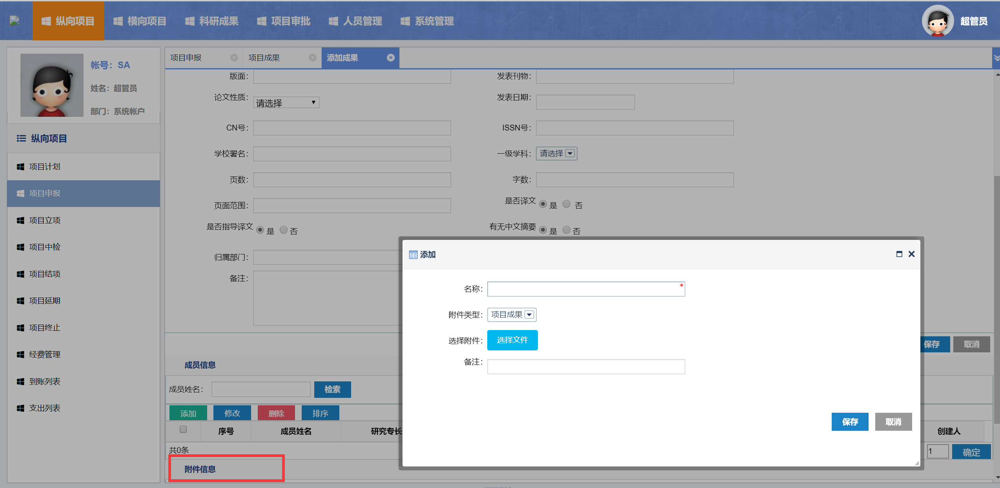 纵向项目 横向项目 科研成果 项目审批 人员管理 系统管理 超管员
帐号：SA
姓名：超管员
部门：系统帐户
纵向项目
项目计划
项目申报
项目立项
项目中检
项目结项
项目延期
项目终止
经费管理
到账列表
支出列表
项目申报 项目成果 添加成果
版面： 发表刊物：
论文性质： 请选择 发表日期：
CN号： ISSN号：
学校署名： 一级学科： 请选择
页数： 字数：
页面范围： 是否译文 是 否
是否指导译文 是 否 有无中文摘要 是 否
归属部门：
备注：
保存 取消
成员信息
成员姓名： 检索
添加 修改 删除 排序
序号 成员姓名 研究专长 创建人
共0条 1 确定
附件信息
添加
名称： *
附件类型： 项目成果
选择附件： 选择文件
备注：
保存 取消